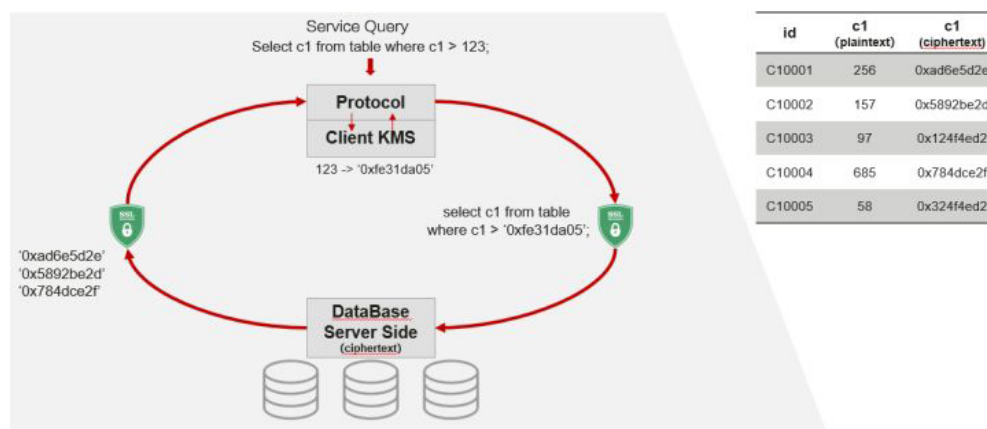 Service Query
Select c1 from table where c1 > 123;
Protocol
Client KMS
123 -> '0xfe31da05'
SSL
SSL
select c1 from table
where c1 > '0xfe31da05';
'0xad6e5d2e'
'0x5892be2d'
'0x784dce2f'
DataBase
Server Side
(ciphertext)
id c1 (plaintext) c1 (ciphertext)
C10001 256 0xad6e5d2e
C10002 157 0x5892be2d
C10003 97 0x124f4ed2
C10004 685 0x784dce2f
C10005 58 0x324f4ed2